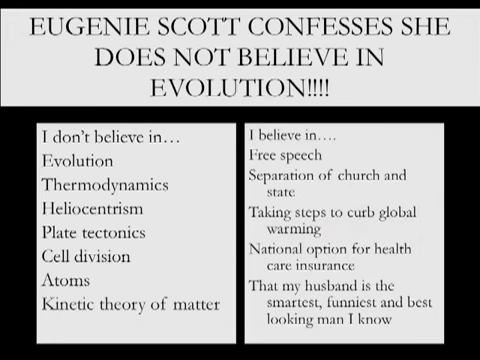 EUGENIE SCOTT CONFESSES SHE
DOES NOT BELIEVE IN
EVOLUTION!!!!
I don't believe in…
Evolution
Thermodynamics
Heliocentrism
Plate tectonics
Cell division
Atoms
Kinetic theory of matter
I believe in….
Free speech
Separation of church and
state
Taking steps to curb global
warming
National option for health
care insurance
That my husband is the
smartest, funniest and best
looking man I know